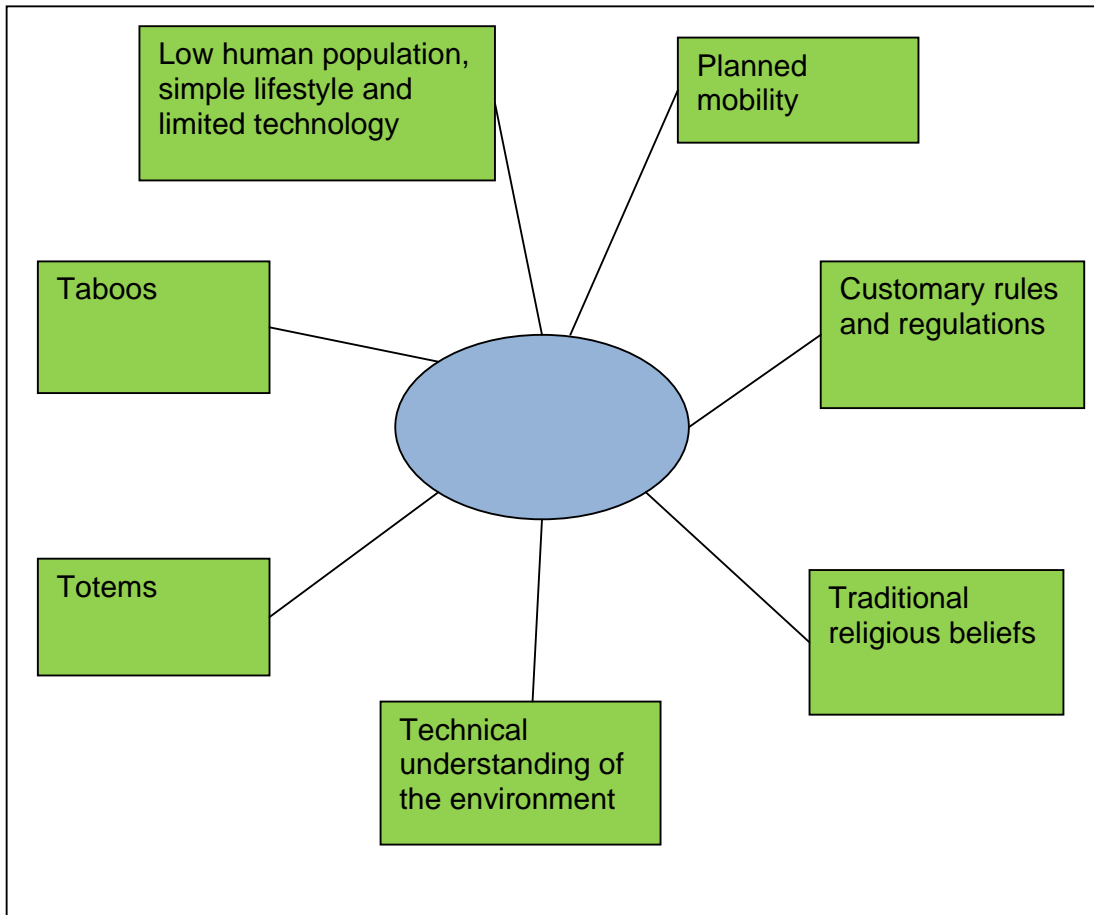 Low human population,
simple lifestyle and
limited technology
Planned
mobility
Taboos
Customary rules
and regulations
Totems
Traditional
religious beliefs
Technical
understanding of
the environment